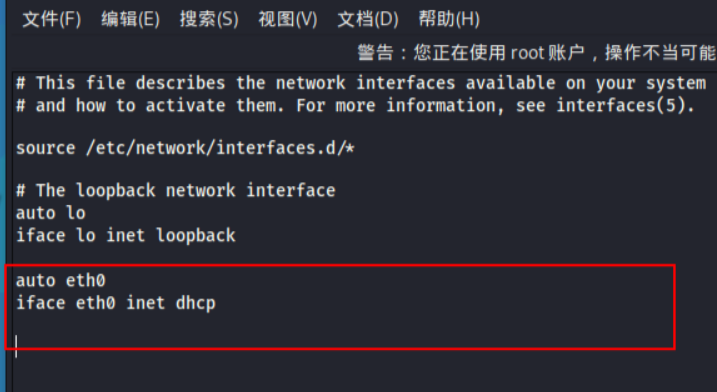 文件(F) 编辑(E) 搜索(S) 视图(V) 文档(D) 帮助(H)
警告：您正在使用 root 账户，操作不当可能
# This file describes the network interfaces available on your system
# and how to activate them. For more information, see interfaces(5).
source /etc/network/interfaces.d/*
# The loopback network interface
auto lo
iface lo inet loopback
auto eth0
iface eth0 inet dhcp